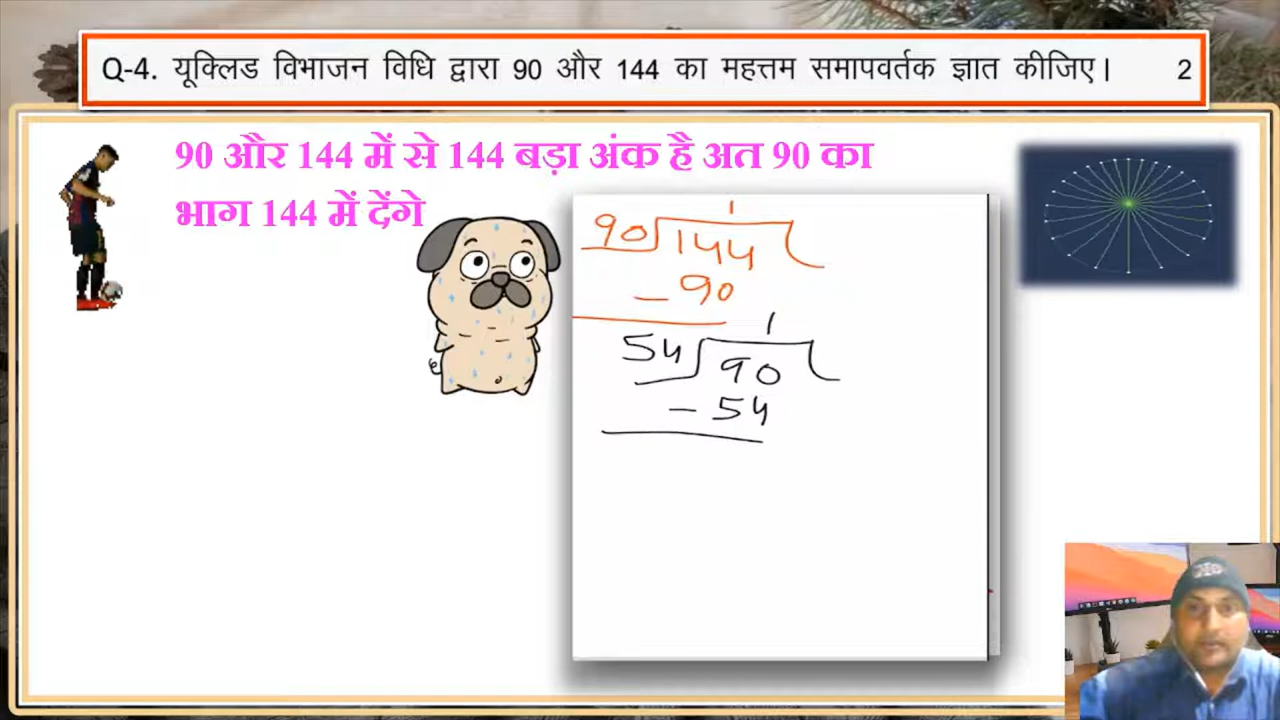 Q-4. यूक्लिड विभाजन विधि द्वारा 90 और 144 का महत्तम समापवर्तक ज्ञात कीजिए। 2
90 और 144 में से 144 बड़ा अंक है अत 90 का
भाग 144 में देंगे
1
90 144
- 90
1
54 90
- 54